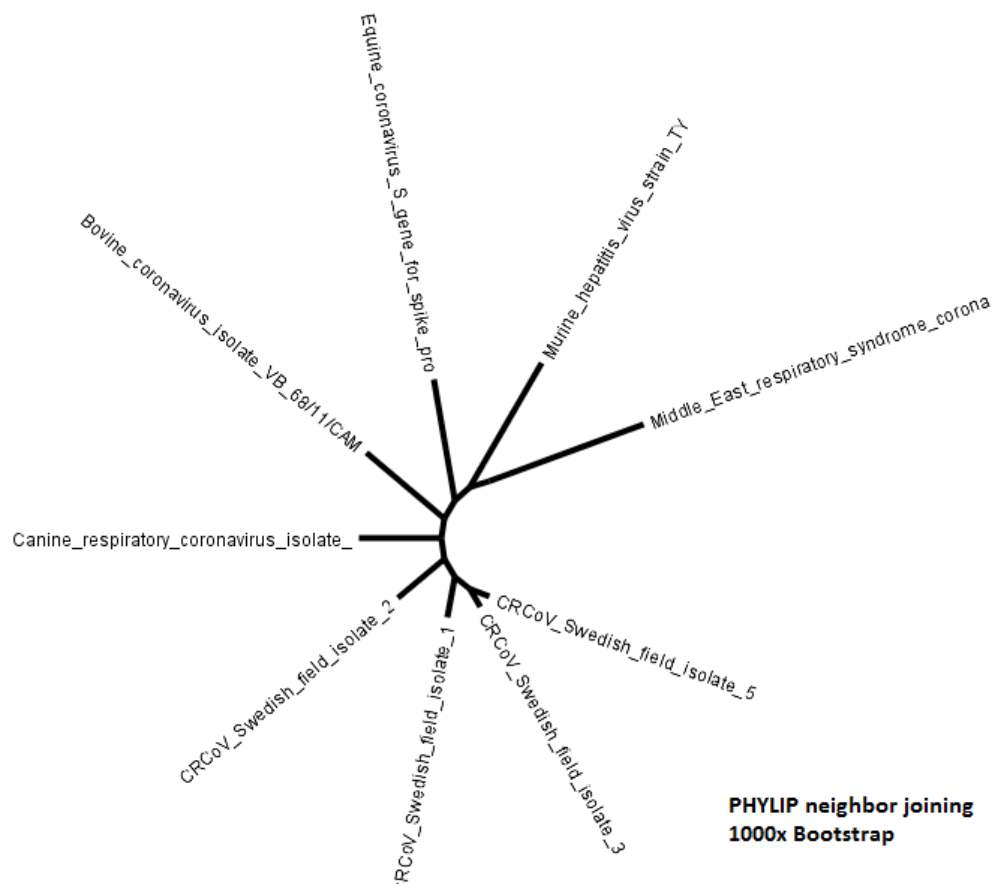 Equine_coronavirus_S_gene_for_spike_pro
Murine_hepatitis_virus_strain_TY
Middle_East_respiratory_syndrome_corona
Bovine_coronavirus_isolate_VB_68/11/CAM
Canine_respiratory_coronavirus_isolate_
CRCoV_Swedish_field_isolate_2
CRCoV_Swedish_field_isolate_1
CRCoV_Swedish_field_isolate_3
CRCoV_Swedish_field_isolate_5
PHYLIP neighbor joining
1000x Bootstrap